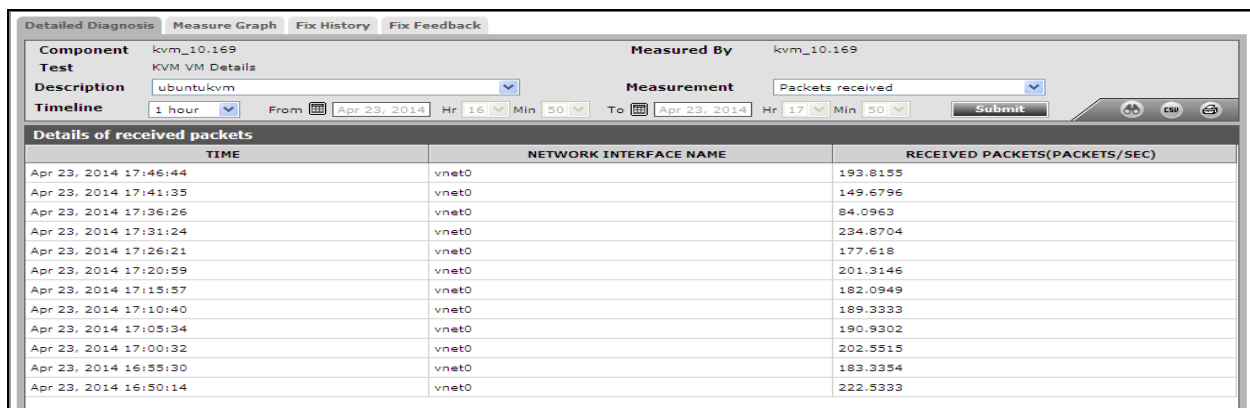 Detailed Diagnosis Measure Graph Fix History Fix Feedback
Component kvm_10.169 Measured By kvm_10.169
Test KVM VM Details
Description ubuntukvm Measurement Packets received
Timeline 1 hour From Apr 23, 2014 Hr 16 Min 50 To Apr 23, 2014 Hr 17 Min 50 Submit CSV
Details of received packets
TIME NETWORK INTERFACE NAME RECEIVED PACKETS(PACKETS/SEC)
Apr 23, 2014 17:46:44 vnet0 193.8155
Apr 23, 2014 17:41:35 vnet0 149.6796
Apr 23, 2014 17:36:26 vnet0 84.0963
Apr 23, 2014 17:31:24 vnet0 234.8704
Apr 23, 2014 17:26:21 vnet0 177.618
Apr 23, 2014 17:20:59 vnet0 201.3146
Apr 23, 2014 17:15:57 vnet0 182.0949
Apr 23, 2014 17:10:40 vnet0 189.3333
Apr 23, 2014 17:05:34 vnet0 190.9302
Apr 23, 2014 17:00:32 vnet0 202.5515
Apr 23, 2014 16:55:30 vnet0 183.3354
Apr 23, 2014 16:50:14 vnet0 222.5333